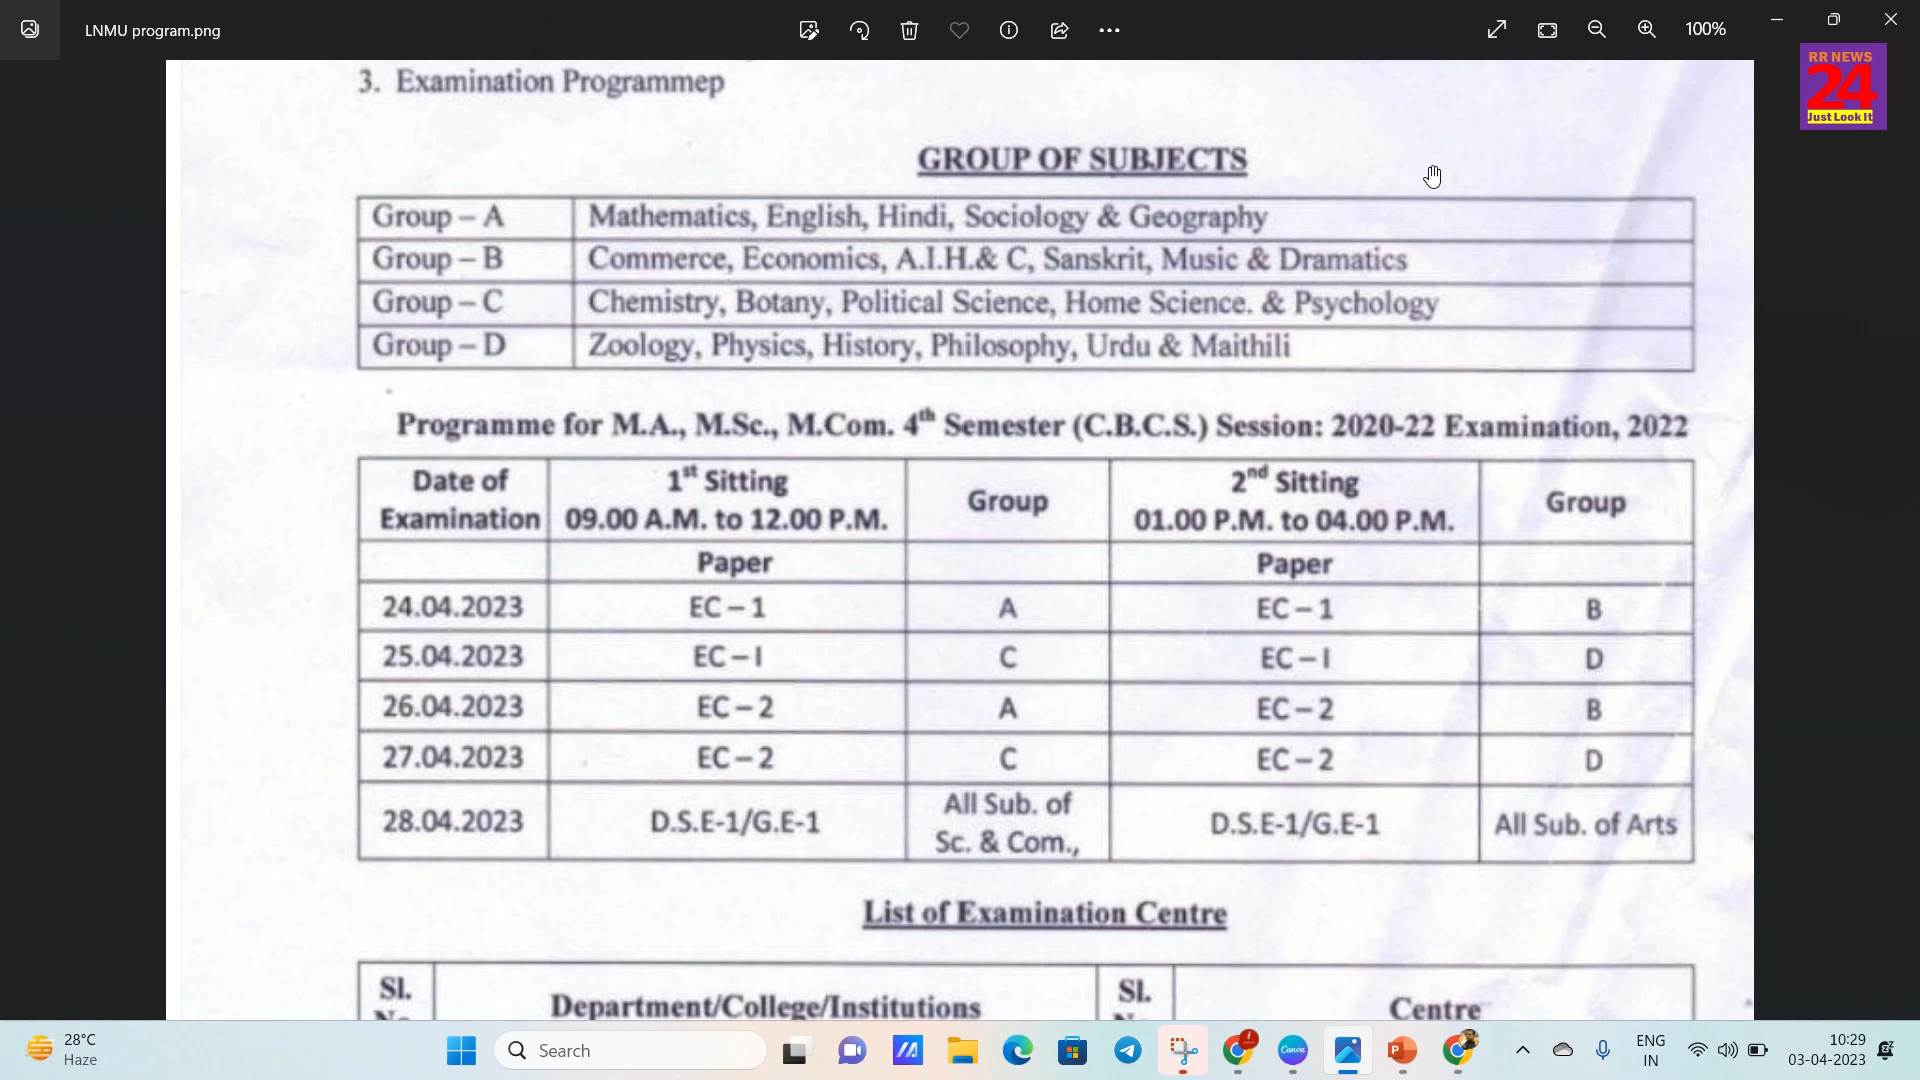 LNMU program.png
100%
RR NEWS
24
Just Look It
3. Examination Programmep
GROUP OF SUBJECTS
Group – A Mathematics, English, Hindi, Sociology & Geography
Group – B Commerce, Economics, A.I.H.& C, Sanskrit, Music & Dramatics
Group – C Chemistry, Botany, Political Science, Home Science. & Psychology
Group – D Zoology, Physics, History, Philosophy, Urdu & Maithili
Programme for M.A., M.Sc., M.Com. 4th Semester (C.B.C.S.) Session: 2020-22 Examination, 2022
Date of Examination 1st Sitting 09.00 A.M. to 12.00 P.M. Group 2nd Sitting 01.00 P.M. to 04.00 P.M. Group
Paper Paper
24.04.2023 EC – 1 A EC – 1 B
25.04.2023 EC – I C EC – I D
26.04.2023 EC – 2 A EC – 2 B
27.04.2023 EC – 2 C EC – 2 D
28.04.2023 D.S.E-1/G.E-1 All Sub. of Sc. & Com., D.S.E-1/G.E-1 All Sub. of Arts
List of Examination Centre
Sl. Department/College/Institutions Sl. Centre
28°C
Haze
Search
Canva
ENG
IN
10:29
03-04-2023